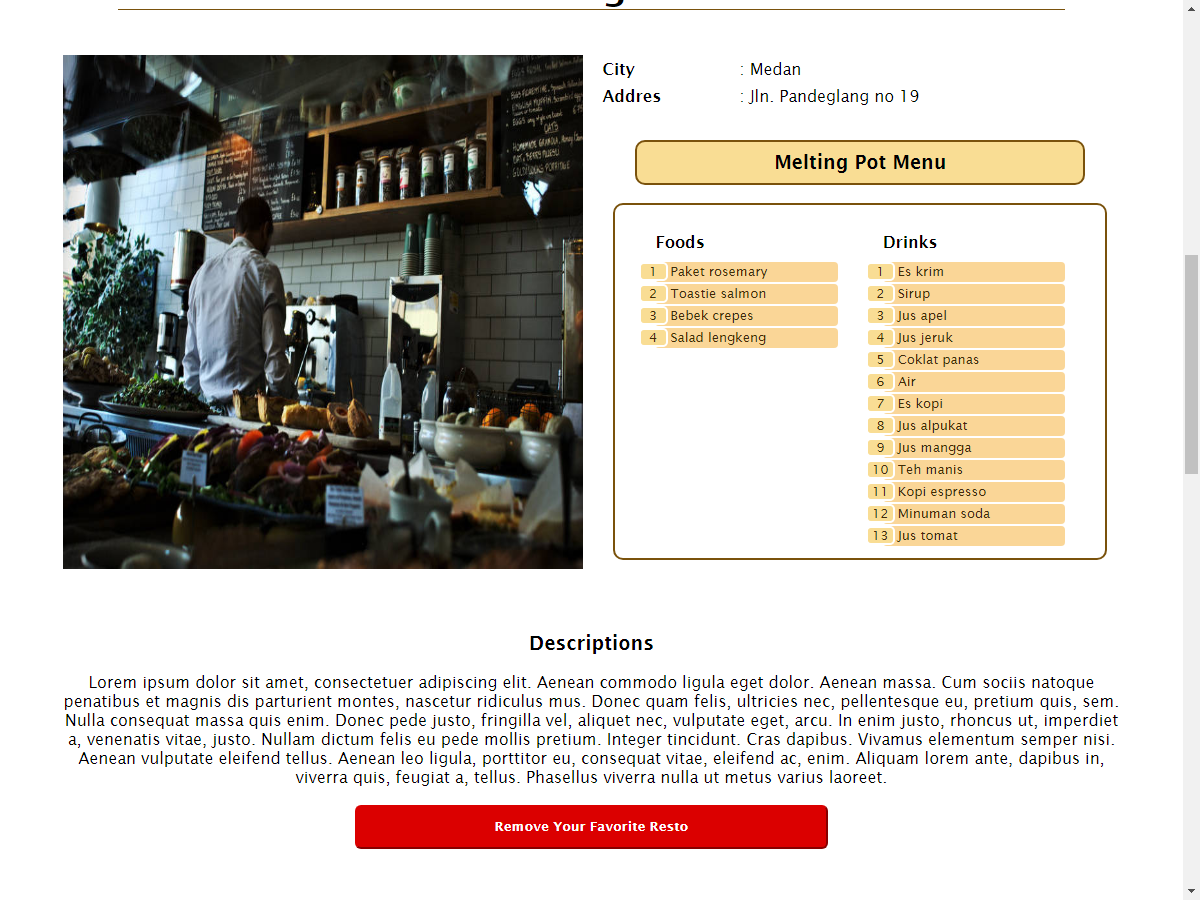 City : Medan
Addres : Jln. Pandeglang no 19
Melting Pot Menu
Foods
1 Paket rosemary
2 Toastie salmon
3 Bebek crepes
4 Salad lengkeng
Drinks
1 Es krim
2 Sirup
3 Jus apel
4 Jus jeruk
5 Coklat panas
6 Air
7 Es kopi
8 Jus alpukat
9 Jus mangga
10 Teh manis
11 Kopi espresso
12 Minuman soda
13 Jus tomat
Descriptions
Lorem ipsum dolor sit amet, consectetuer adipiscing elit. Aenean commodo ligula eget dolor. Aenean massa. Cum sociis natoque
penatibus et magnis dis parturient montes, nascetur ridiculus mus. Donec quam felis, ultricies nec, pellentesque eu, pretium quis, sem.
Nulla consequat massa quis enim. Donec pede justo, fringilla vel, aliquet nec, vulputate eget, arcu. In enim justo, rhoncus ut, imperdiet
a, venenatis vitae, justo. Nullam dictum felis eu pede mollis pretium. Integer tincidunt. Cras dapibus. Vivamus elementum semper nisi.
Aenean vulputate eleifend tellus. Aenean leo ligula, porttitor eu, consequat vitae, eleifend ac, enim. Aliquam lorem ante, dapibus in,
viverra quis, feugiat a, tellus. Phasellus viverra nulla ut metus varius laoreet.
Remove Your Favorite Resto